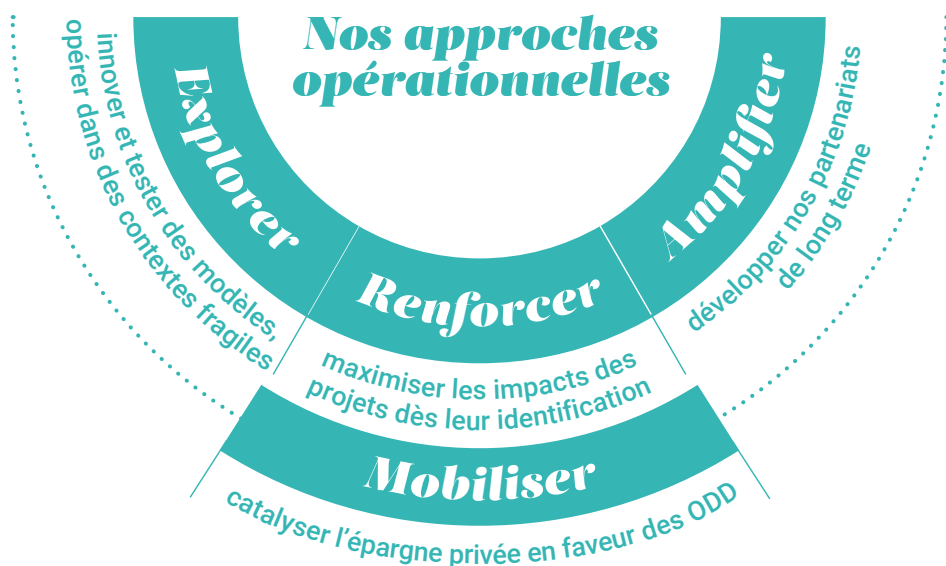 Nos approches
opérationnelles
Explorer
innover et tester des modèles,
opérer dans des contextes fragiles
Renforcer
maximiser les impacts des
projets dès leur identification
Amplifier
développer nos partenariats
de long terme
Mobiliser
catalyser l’épargne privée en faveur des ODD